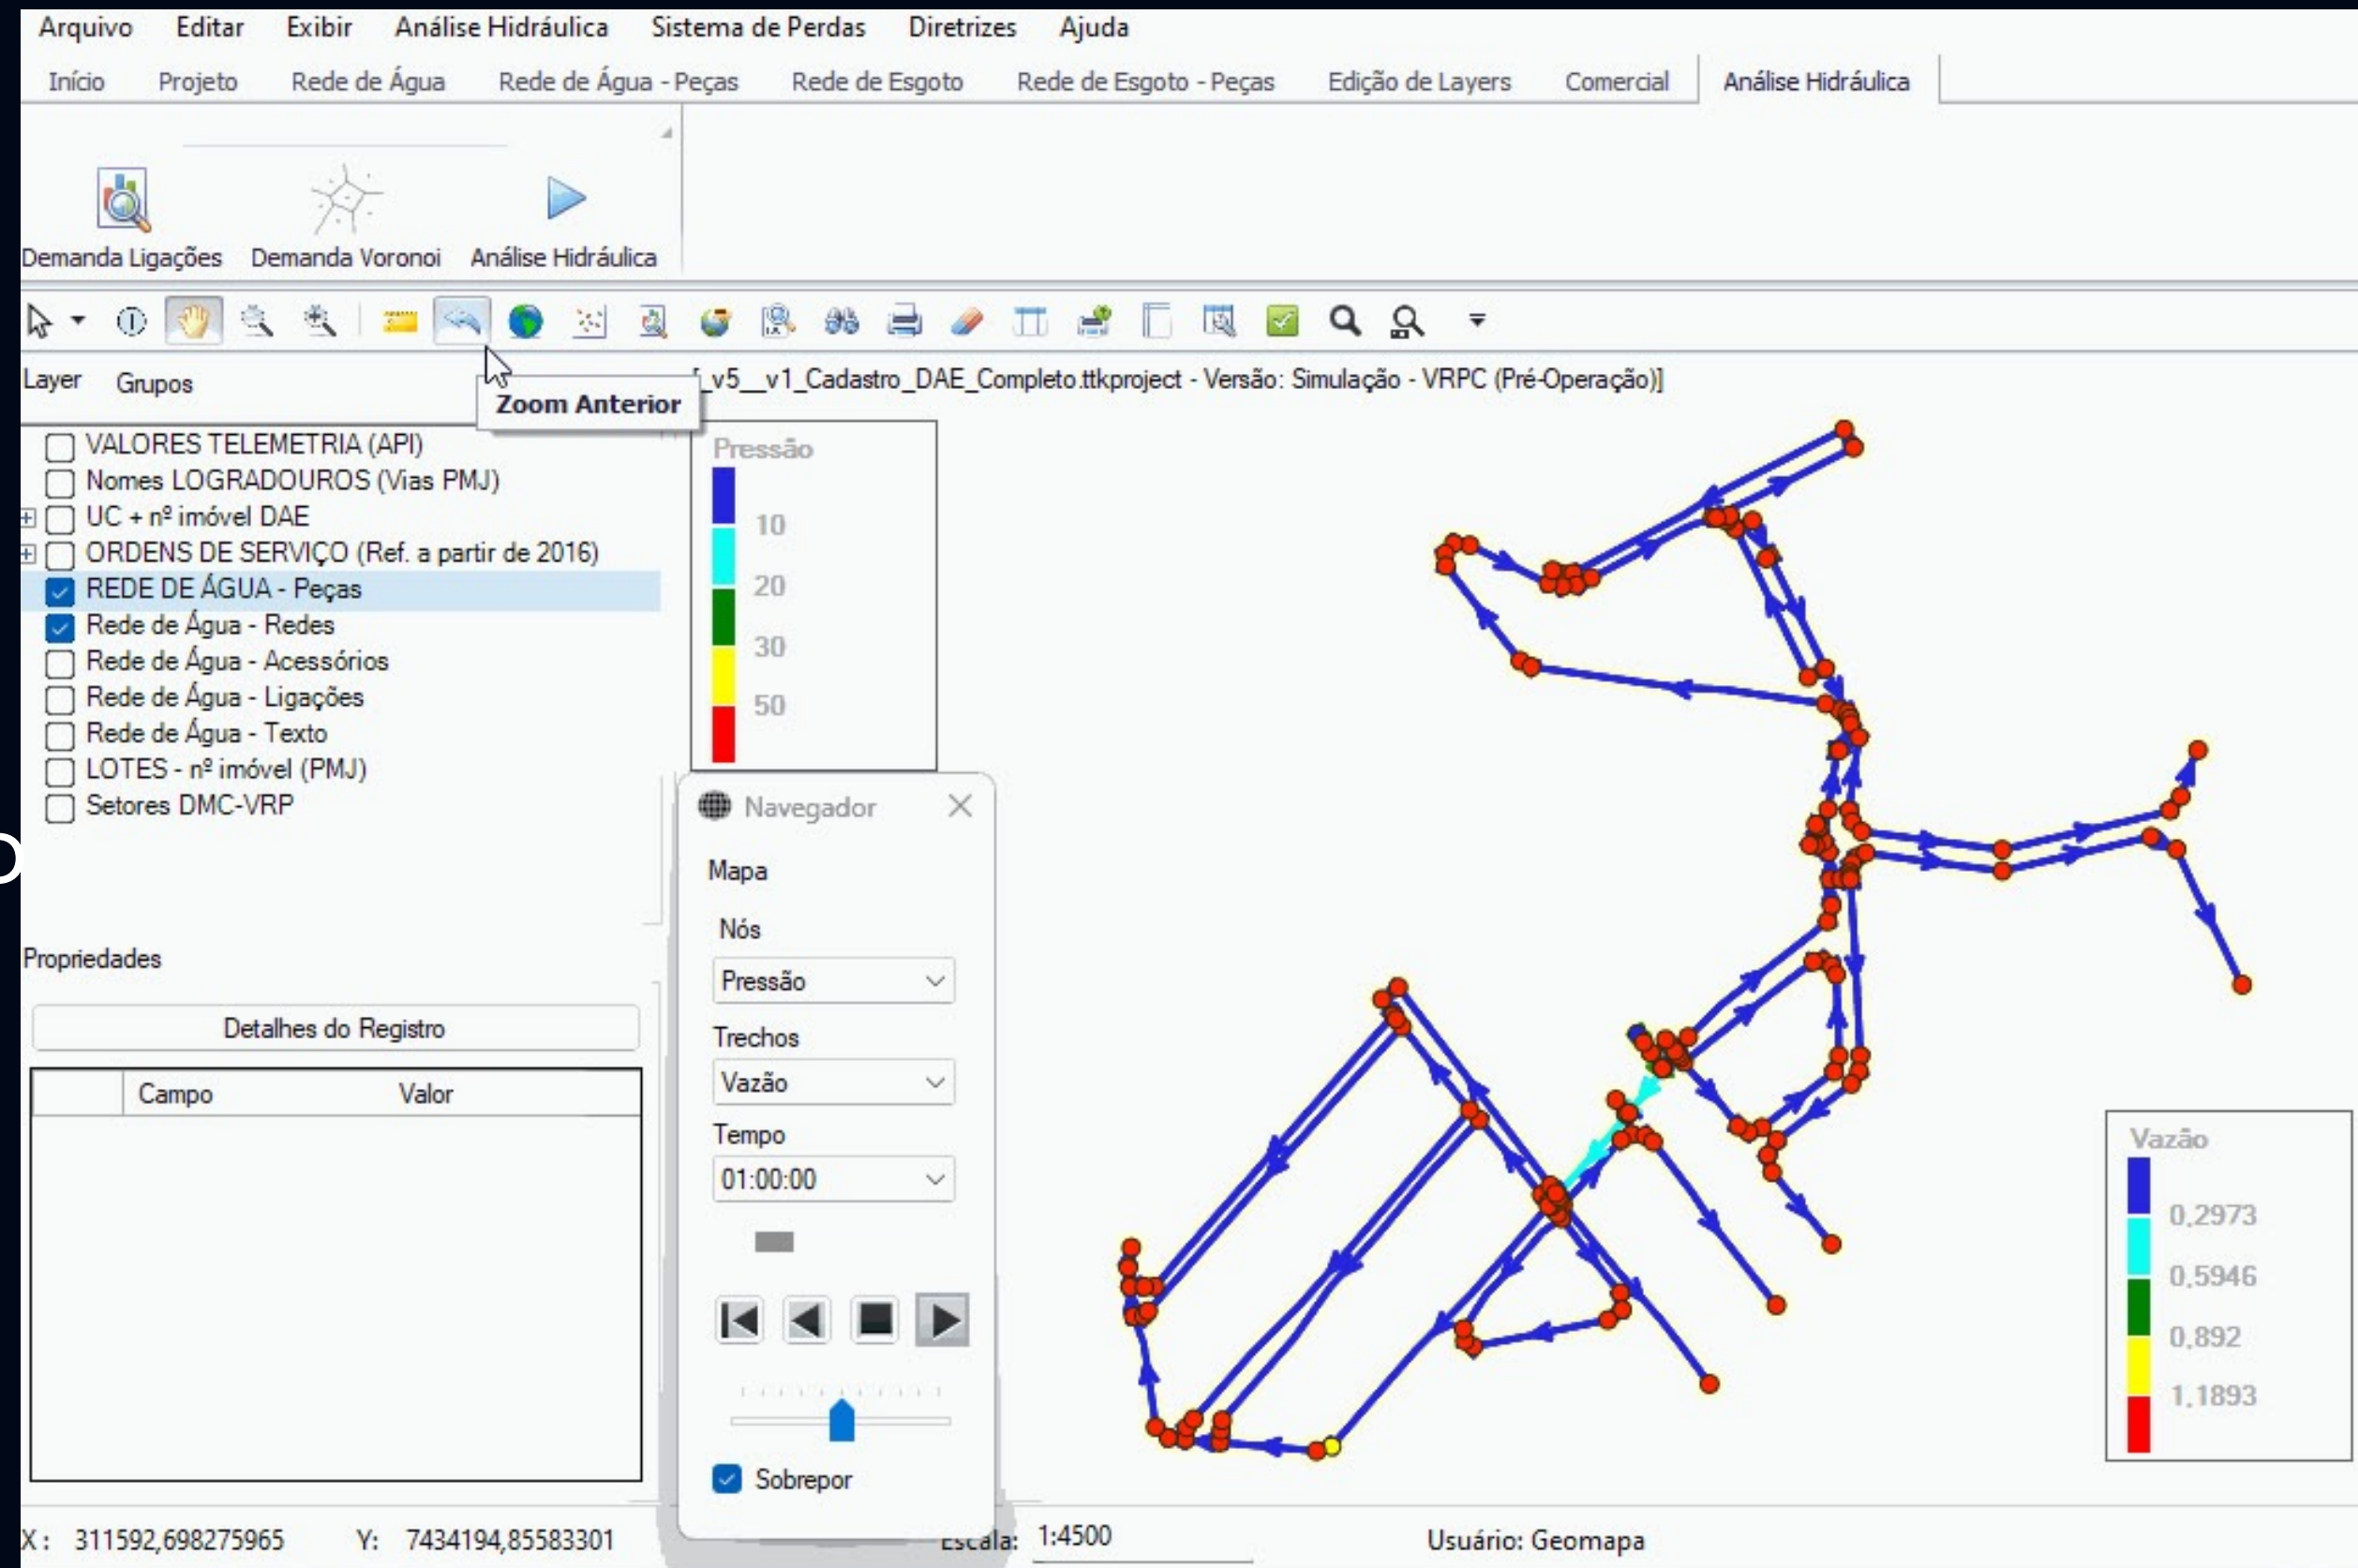 Arquivo Editar Exibir Análise Hidráulica Sistema de Perdas Diretrizes Ajuda
Início Projeto Rede de Água Rede de Água - Peças Rede de Esgoto Rede de Esgoto - Peças Edição de Layers Comercial Análise Hidráulica
Demanda Ligações Demanda Voronoi Análise Hidráulica
Layer Grupos
_v5__v1_Cadastro_DAE_Completo.ttkproject - Versão: Simulação - VRPC (Pré-Operação)]
Zoom Anterior
VALORES TELEMETRIA (API)
Nomes LOGRADOUROS (Vias PMJ)
UC + nº imóvel DAE
ORDENS DE SERVIÇO (Ref. a partir de 2016)
REDE DE ÁGUA - Peças
Rede de Água - Redes
Rede de Água - Acessórios
Rede de Água - Ligações
Rede de Água - Texto
LOTES - nº imóvel (PMJ)
Setores DMC-VRP
Pressão
10
20
30
50
Navegador
Mapa
Nós
Pressão
Trechos
Vazão
Tempo
01:00:00
Sobrepor
Propriedades
Detalhes do Registro
Campo Valor
Vazão
0,2973
0,5946
0,892
1,1893
X: 311592,698275965 Y: 7434194,85583301 Escala: 1:4500 Usuário: Geomapa